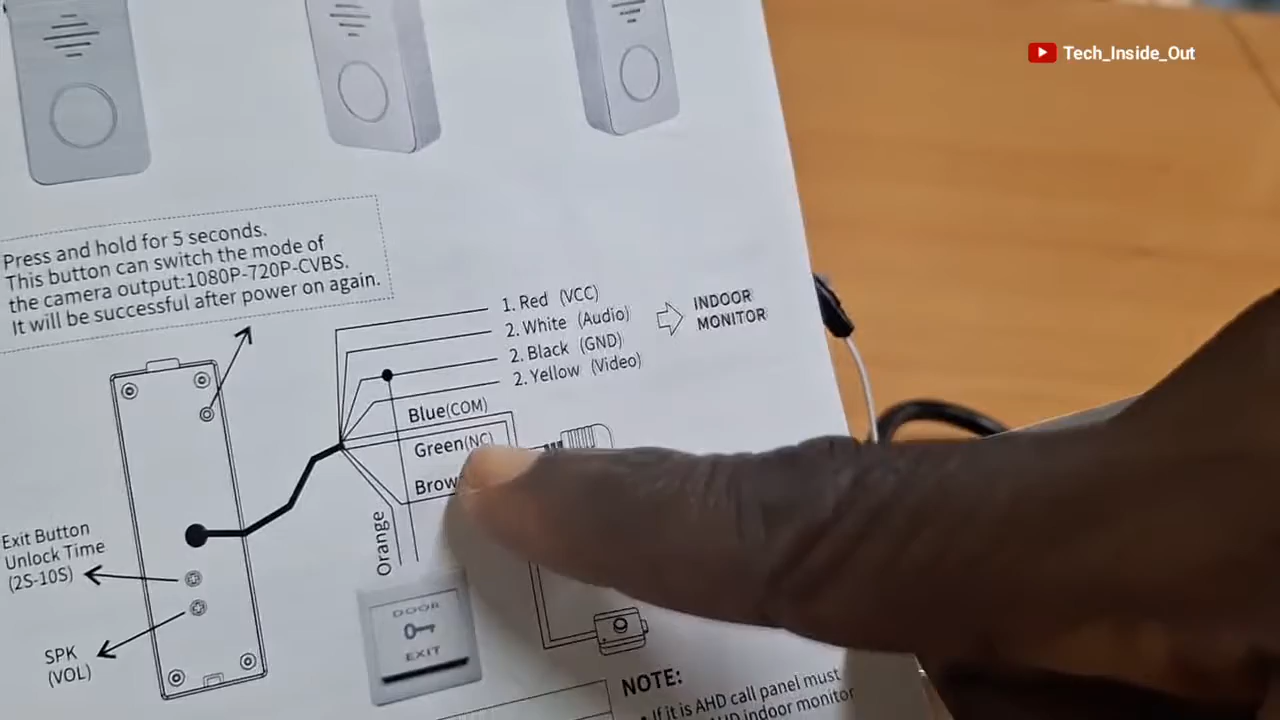 Tech_Inside_Out
Press and hold for 5 seconds.
This button can switch the mode of
the camera output:1080P-720P-CVBS.
It will be successful after power on again.
1. Red (VCC)
2. White (Audio)
2. Black (GND)
2. Yellow (Video)
INDOOR
MONITOR
Blue(COM)
Green(NC)
Orange
Exit Button
Unlock Time
(2S-10S)
SPK
(VOL)
DOOR
EXIT
NOTE:
• If it is AHD call panel must
indoor monitor